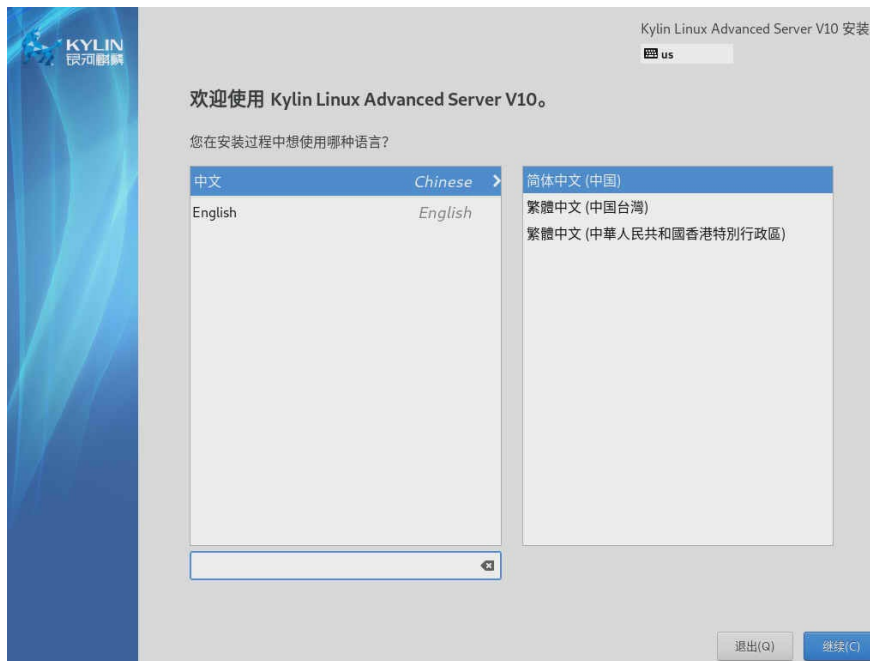 KYLIN
银河麒麟
Kylin Linux Advanced Server V10 安装
us
欢迎使用 Kylin Linux Advanced Server V10。
您在安装过程中想使用哪种语言?
中文 Chinese
English English
简体中文 (中国)
繁體中文 (中国台灣)
繁體中文 (中華人民共和國香港特別行政區)
退出(Q)
继续(C)